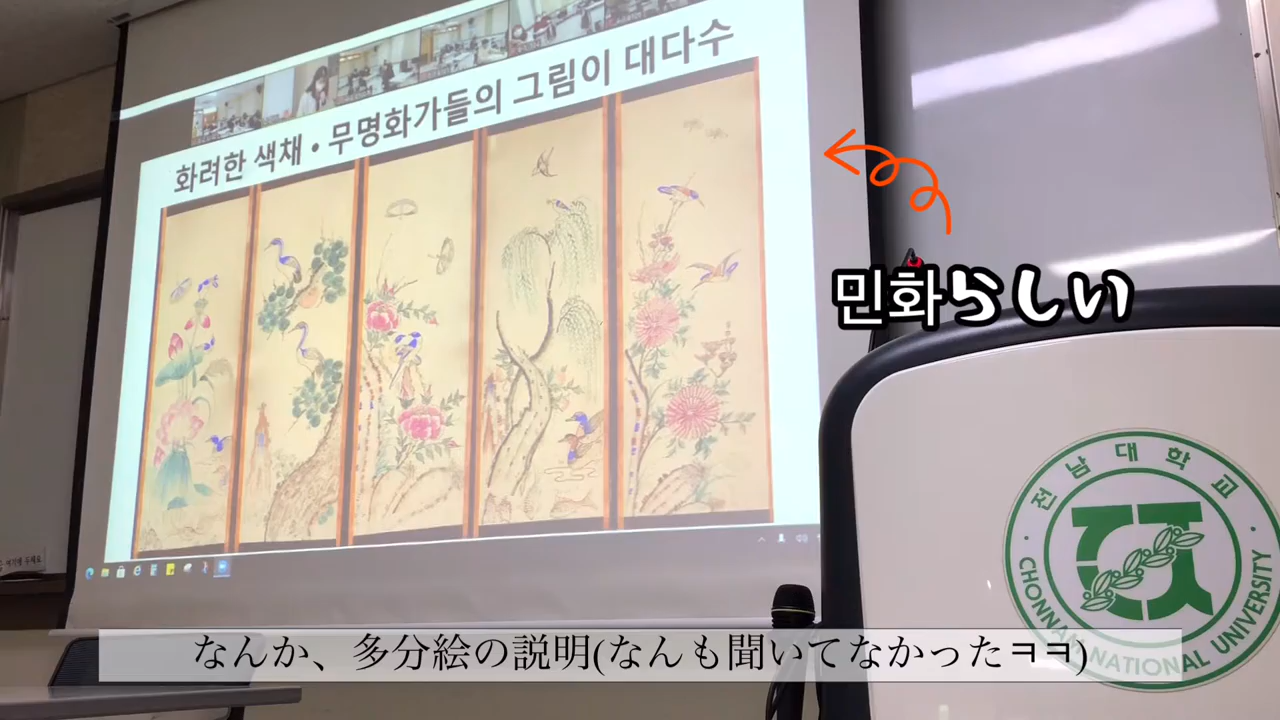 화려한 색채 • 무명화가들의 그림이 대다수
민화らしい
전남대학교
CHONNAM NATIONAL UNIVERSITY
なんか、多分絵の説明(なんも聞いてなかったㅋㅋ)